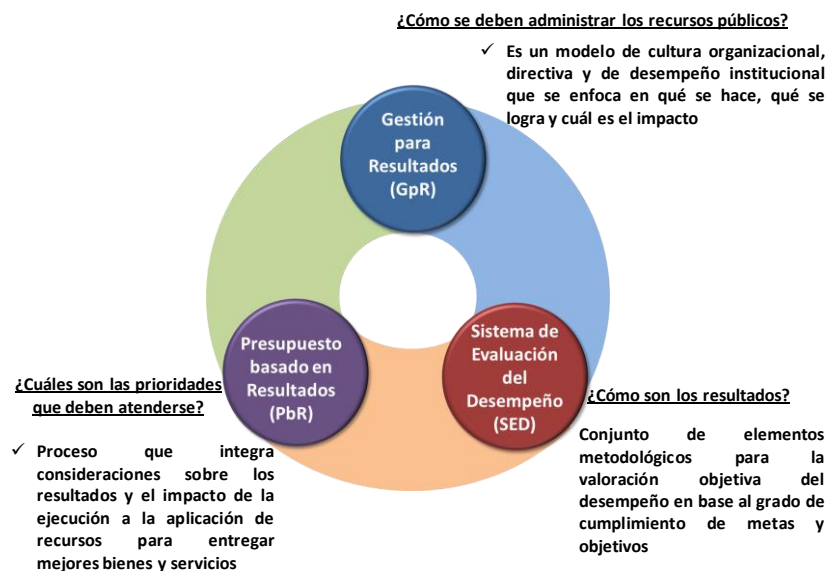 ¿Cómo se deben administrar los recursos públicos?
✓ Es un modelo de cultura organizacional,
directiva y de desempeño institucional
que se enfoca en qué se hace, qué se
logra y cuál es el impacto
Gestión
para
Resultados
(GpR)
Presupuesto
basado en
Resultados
(PbR)
Sistema de
Evaluación
del
Desempeño
(SED)
¿Cuáles son las prioridades
que deben atenderse?
✓ Proceso que integra
consideraciones sobre los
resultados y el impacto de la
ejecución a la aplicación de
recursos para entregar
mejores bienes y servicios
¿Cómo son los resultados?
Conjunto de elementos
metodológicos para la
valoración objetiva del
desempeño en base al grado de
cumplimiento de metas y
objetivos